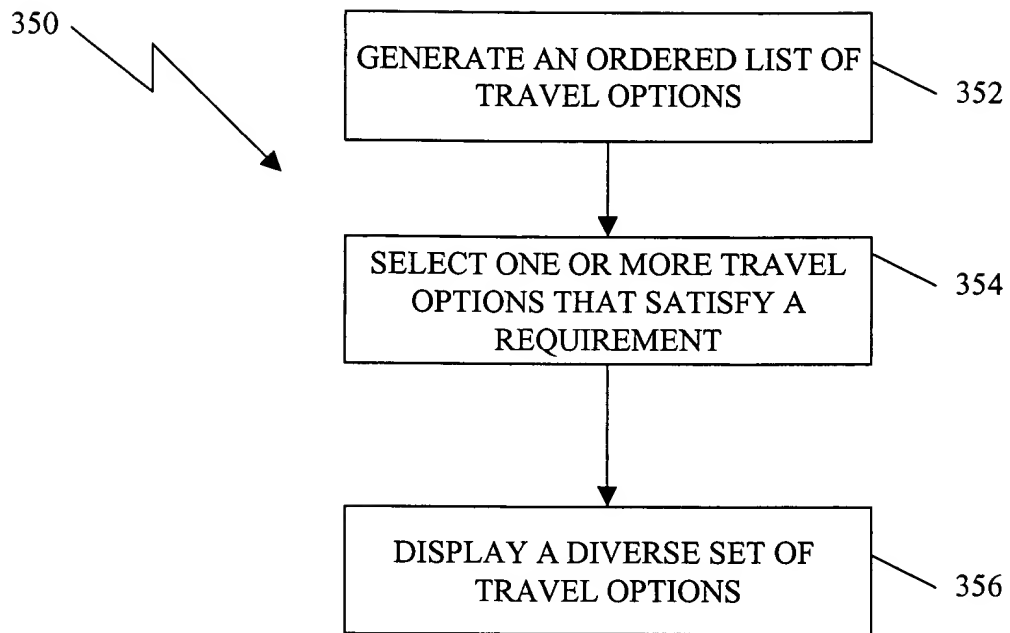 350
GENERATE AN ORDERED LIST OF
TRAVEL OPTIONS
352
SELECT ONE OR MORE TRAVEL
OPTIONS THAT SATISFY A
REQUIREMENT
354
DISPLAY A DIVERSE SET OF
TRAVEL OPTIONS
356